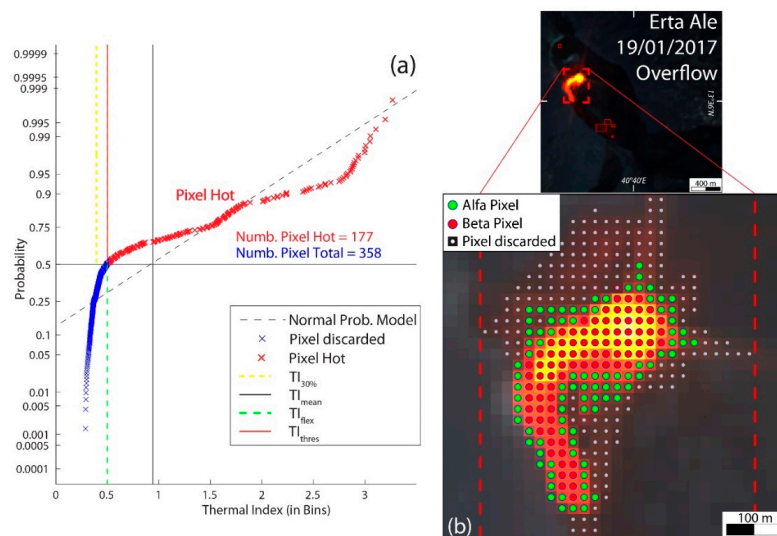 (a)
0.9999
0.9995
0.999
0.995
0.99
0.95
0.9
0.75
0.5
0.25
0.1
0.05
0.01
0.005
0.001
0.0005
0.0001
Probability
Pixel Hot
Numb. Pixel Hot = 177
Numb. Pixel Total = 358
Normal Prob. Model
Pixel discarded
Pixel Hot
TI30%
TImean
TIflex
TIthres
0 0.5 1 1.5 2 2.5 3
Thermal Index (in Bins)
Erta Ale
19/01/2017
Overflow
13°36'N
40°40'E
400 m
Alfa Pixel
Beta Pixel
Pixel discarded
(b)
100 m